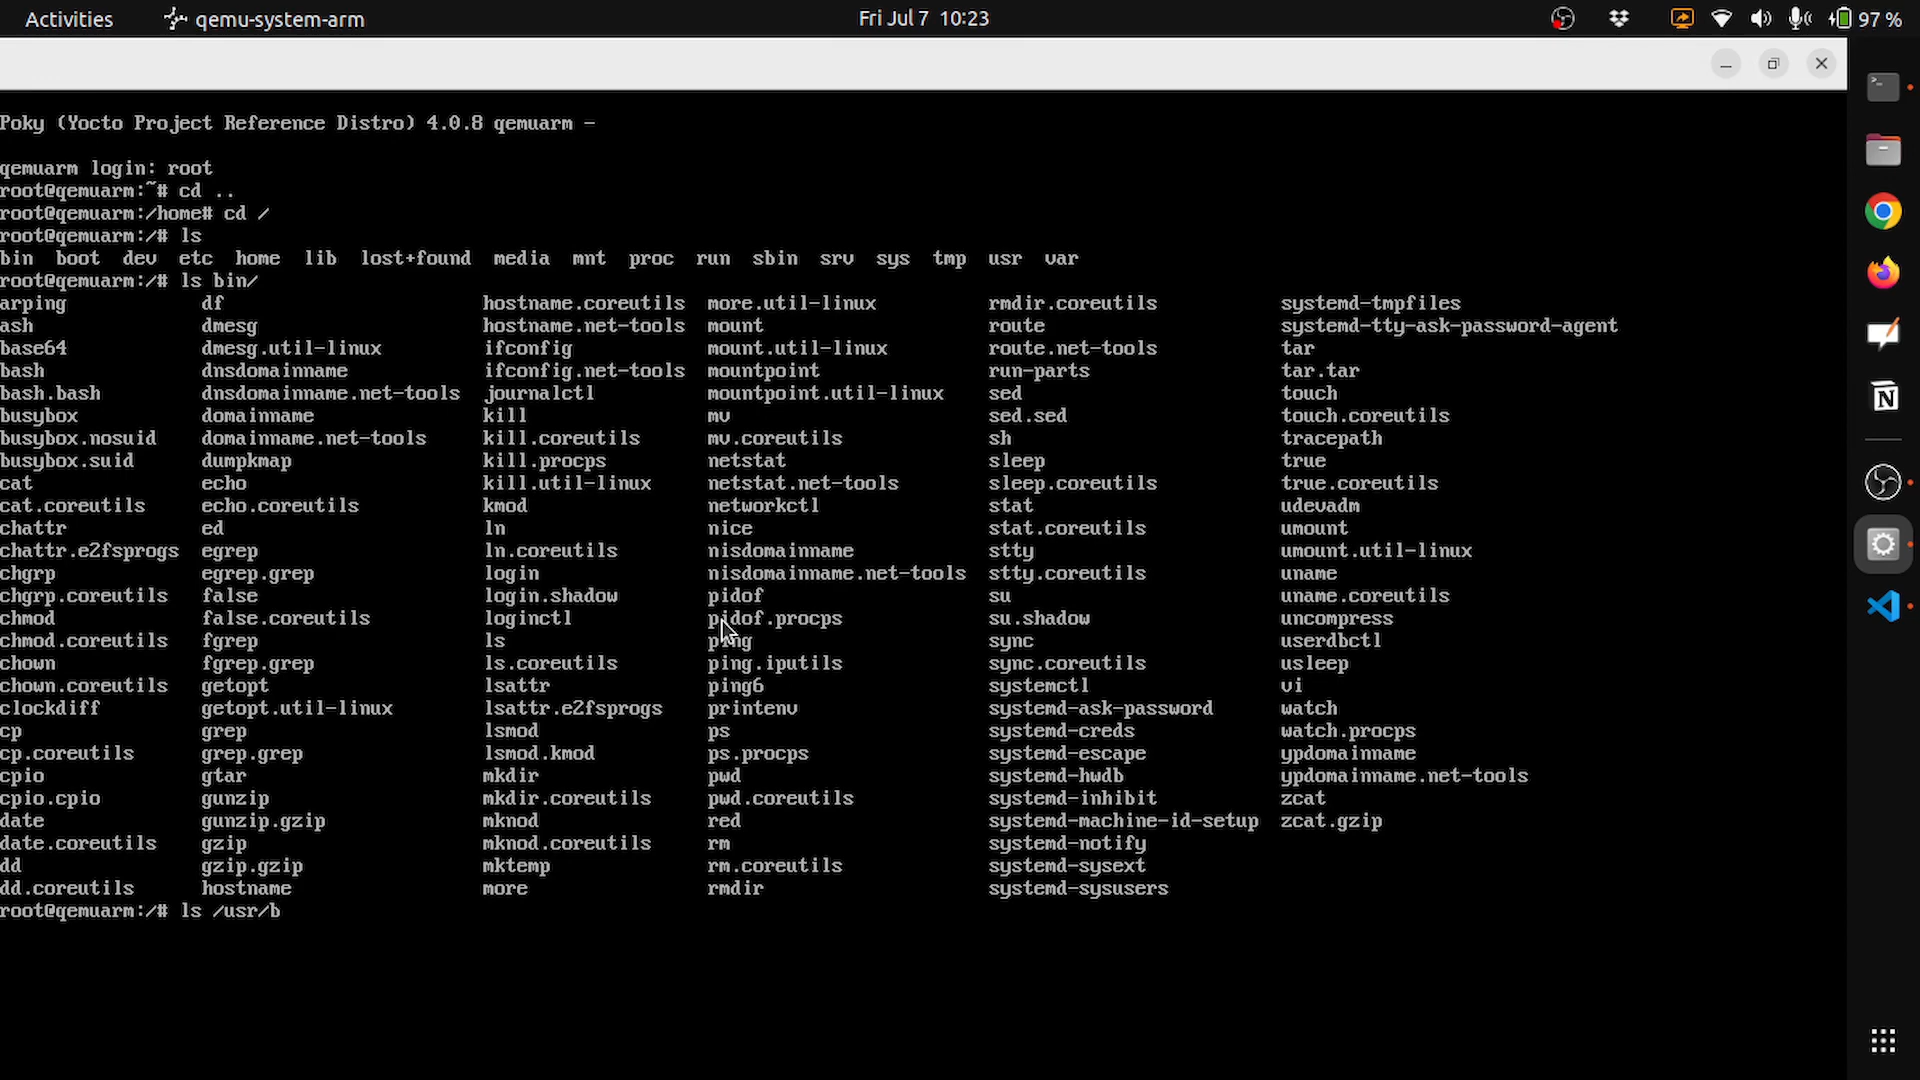 Activities qemu-system-arm Fri Jul 7 10:23 97 %
Poky (Yocto Project Reference Distro) 4.0.8 qemuarm -
qemuarm login: root
root@qemuarm:~# cd ..
root@qemuarm:/home# cd /
root@qemuarm:/# ls
bin boot dev etc home lib lost+found media mnt proc run sbin srv sys tmp usr var
root@qemuarm:/# ls bin/
arping df hostname.coreutils more.util-linux rmdir.coreutils systemd-tmpfiles
ash dmesg hostname.net-tools mount route systemd-tty-ask-password-agent
base64 dmesg.util-linux ifconfig mount.util-linux route.net-tools tar
bash dnsdomainname ifconfig.net-tools mountpoint run-parts tar.tar
bash.bash dnsdomainname.net-tools journalctl mountpoint.util-linux sed touch
busybox domainname kill mv sed.sed touch.coreutils
busybox.nosuid domainname.net-tools kill.coreutils mv.coreutils sh tracepath
busybox.suid dumpkmap kill.procps netstat sleep true
cat echo kill.util-linux netstat.net-tools sleep.coreutils true.coreutils
cat.coreutils echo.coreutils kmod networkctl stat udevadm
chattr ed ln nice stat.coreutils umount
chattr.e2fsprogs egrep ln.coreutils nisdomainname stty umount.util-linux
chgrp egrep.grep login nisdomainname.net-tools stty.coreutils uname
chgrp.coreutils false login.shadow pidof su uname.coreutils
chmod false.coreutils loginctl pidof.procps su.shadow uncompress
chmod.coreutils fgrep ls ping sync userdbctl
chown fgrep.grep ls.coreutils ping.iputils sync.coreutils usleep
chown.coreutils getopt lsattr ping6 systemctl vi
clockdiff getopt.util-linux lsattr.e2fsprogs printenv systemd-ask-password watch
cp grep lsmod ps systemd-creds watch.procps
cp.coreutils grep.grep lsmod.kmod ps.procps systemd-escape ypdomainname
cpio gtar mkdir pwd systemd-hwdb ypdomainname.net-tools
cpio.cpio gunzip mkdir.coreutils pwd.coreutils systemd-inhibit zcat
date gunzip.gzip mknod red systemd-machine-id-setup zcat.gzip
date.coreutils gzip mknod.coreutils rm systemd-notify
dd gzip.gzip mktemp rm.coreutils systemd-sysext
dd.coreutils hostname more rmdir systemd-sysusers
root@qemuarm:/# ls /usr/b